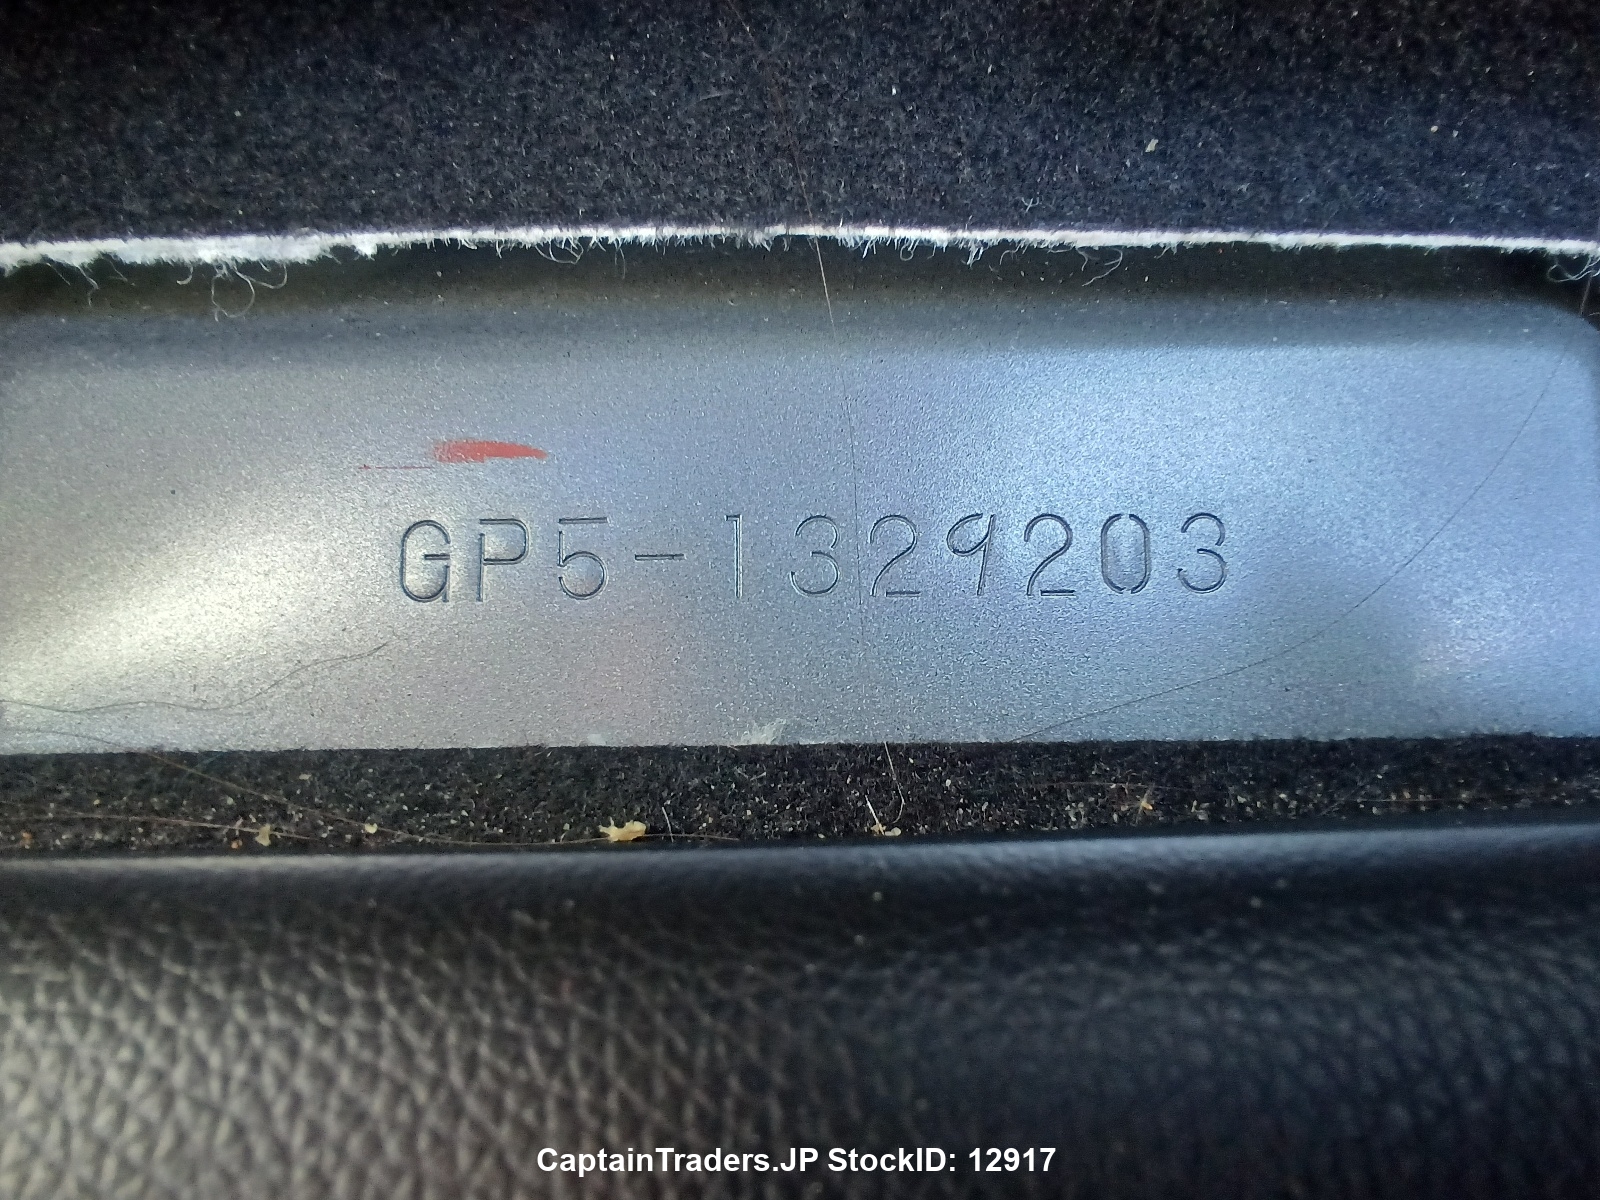 GP5-1329203
CaptainTraders.JP StockID: 12917